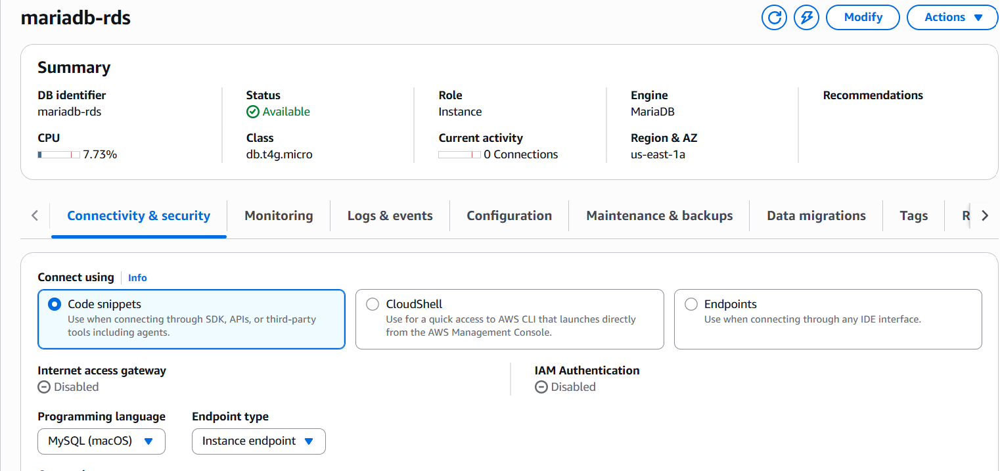 mariadb-rds
Modify
Actions
Summary
DB identifier
mariadb-rds
Status
Available
Role
Instance
Engine
MariaDB
Recommendations
CPU
7.73%
Class
db.t4g.micro
Current activity
0 Connections
Region & AZ
us-east-1a
Connectivity & security
Monitoring
Logs & events
Configuration
Maintenance & backups
Data migrations
Tags
Connect using
Info
Code snippets
Use when connecting through SDK, APIs, or third-party
tools including agents.
CloudShell
Use for a quick access to AWS CLI that launches directly
from the AWS Management Console.
Endpoints
Use when connecting through any IDE interface.
Internet access gateway
Disabled
IAM Authentication
Disabled
Programming language
MySQL (macOS)
Endpoint type
Instance endpoint